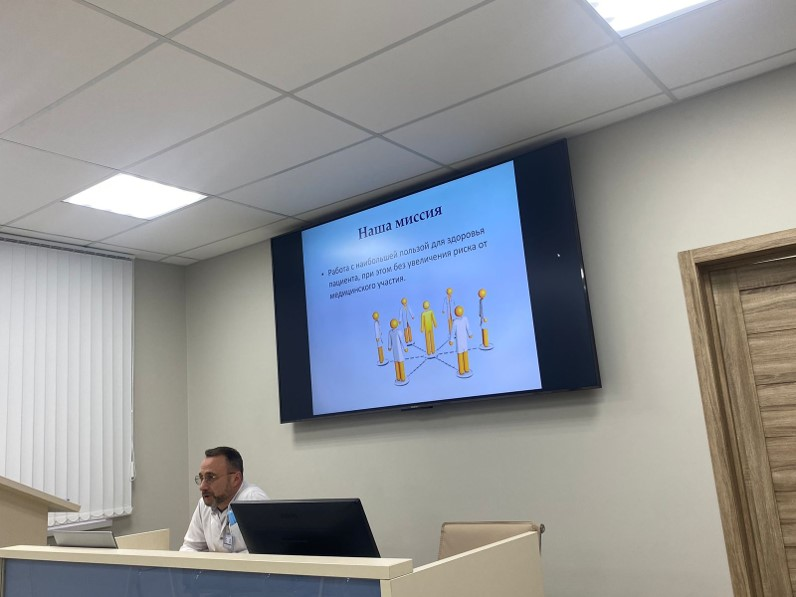 Наша миссия
• Работа с наибольшей пользой для здоровья
пациента, при этом без увеличения риска от
медицинского участия.